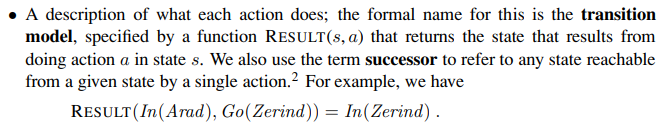 • A description of what each action does; the formal name for this is the transition
model, specified by a function RESULT(s, a) that returns the state that results from
doing action a in state s. We also use the term successor to refer to any state reachable
from a given state by a single action.2 For example, we have
RESULT(In(Arad), Go(Zerind)) = In(Zerind) .